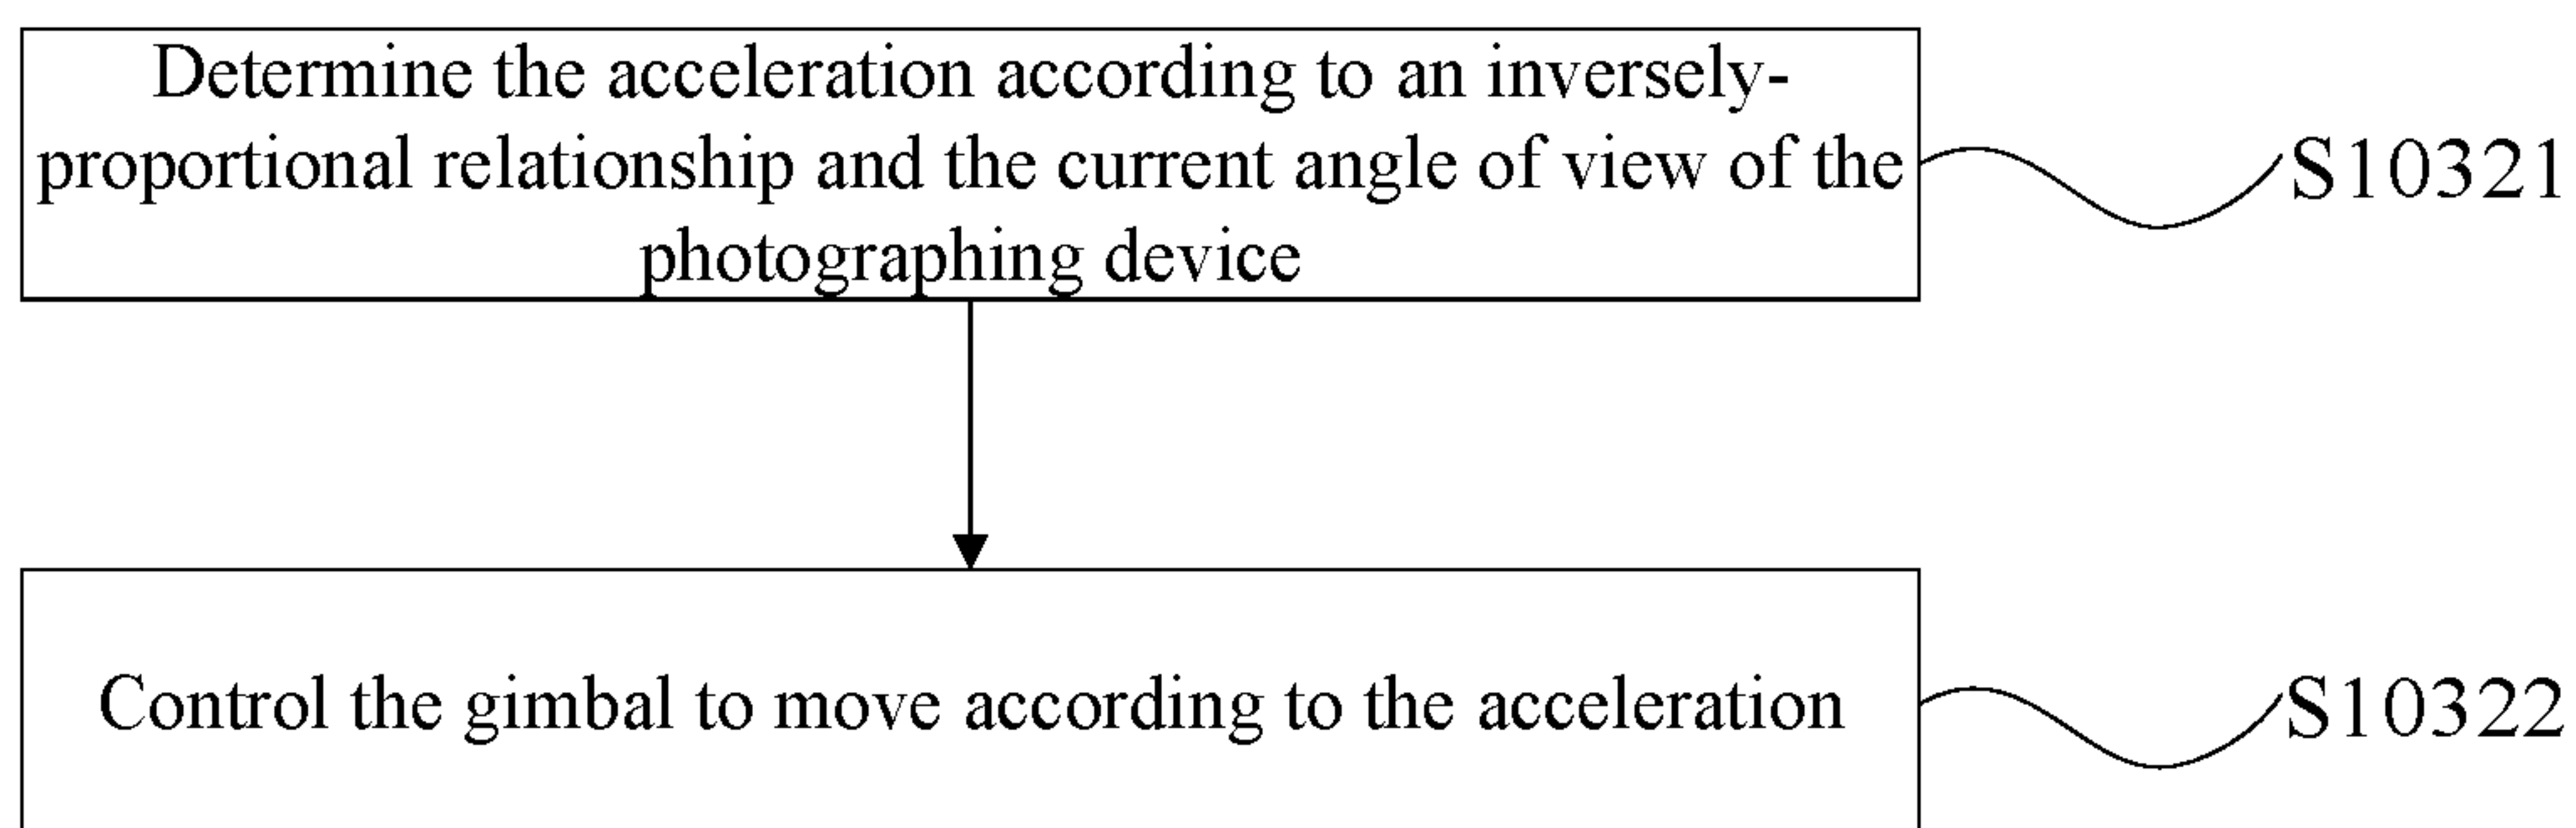 Determine the acceleration according to an inversely-
proportional relationship and the current angle of view of the
photographing device
S10321
Control the gimbal to move according to the acceleration
S10322